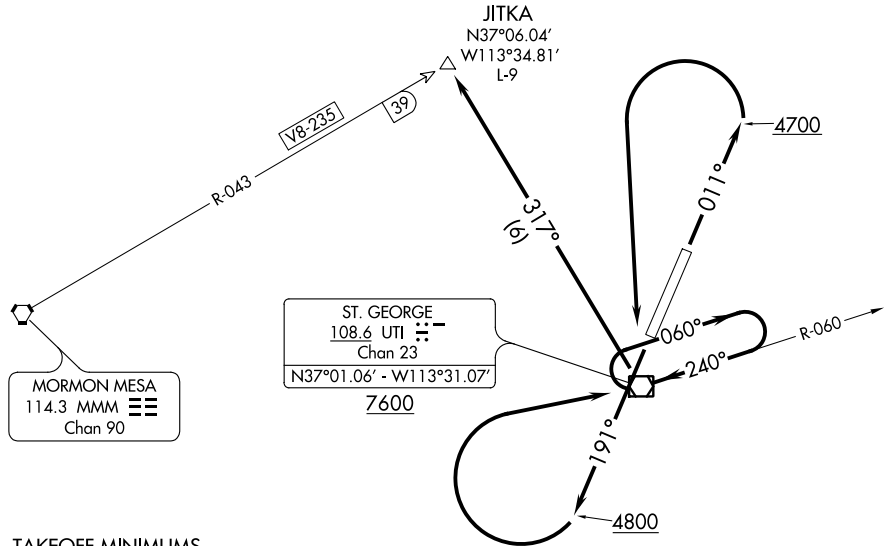 JITKA
N37°06.04'
W113°34.81'
L-9
39
V8-235
R-043
4700
011°
317°
(6)
ST. GEORGE
108.6 UTI
Chan 23
N37°01.06' - W113°31.07'
7600
060°
R-060
240°
MORMON MESA
114.3 MMM
Chan 90
191°
4800
TAKEOFF MINIMUMS